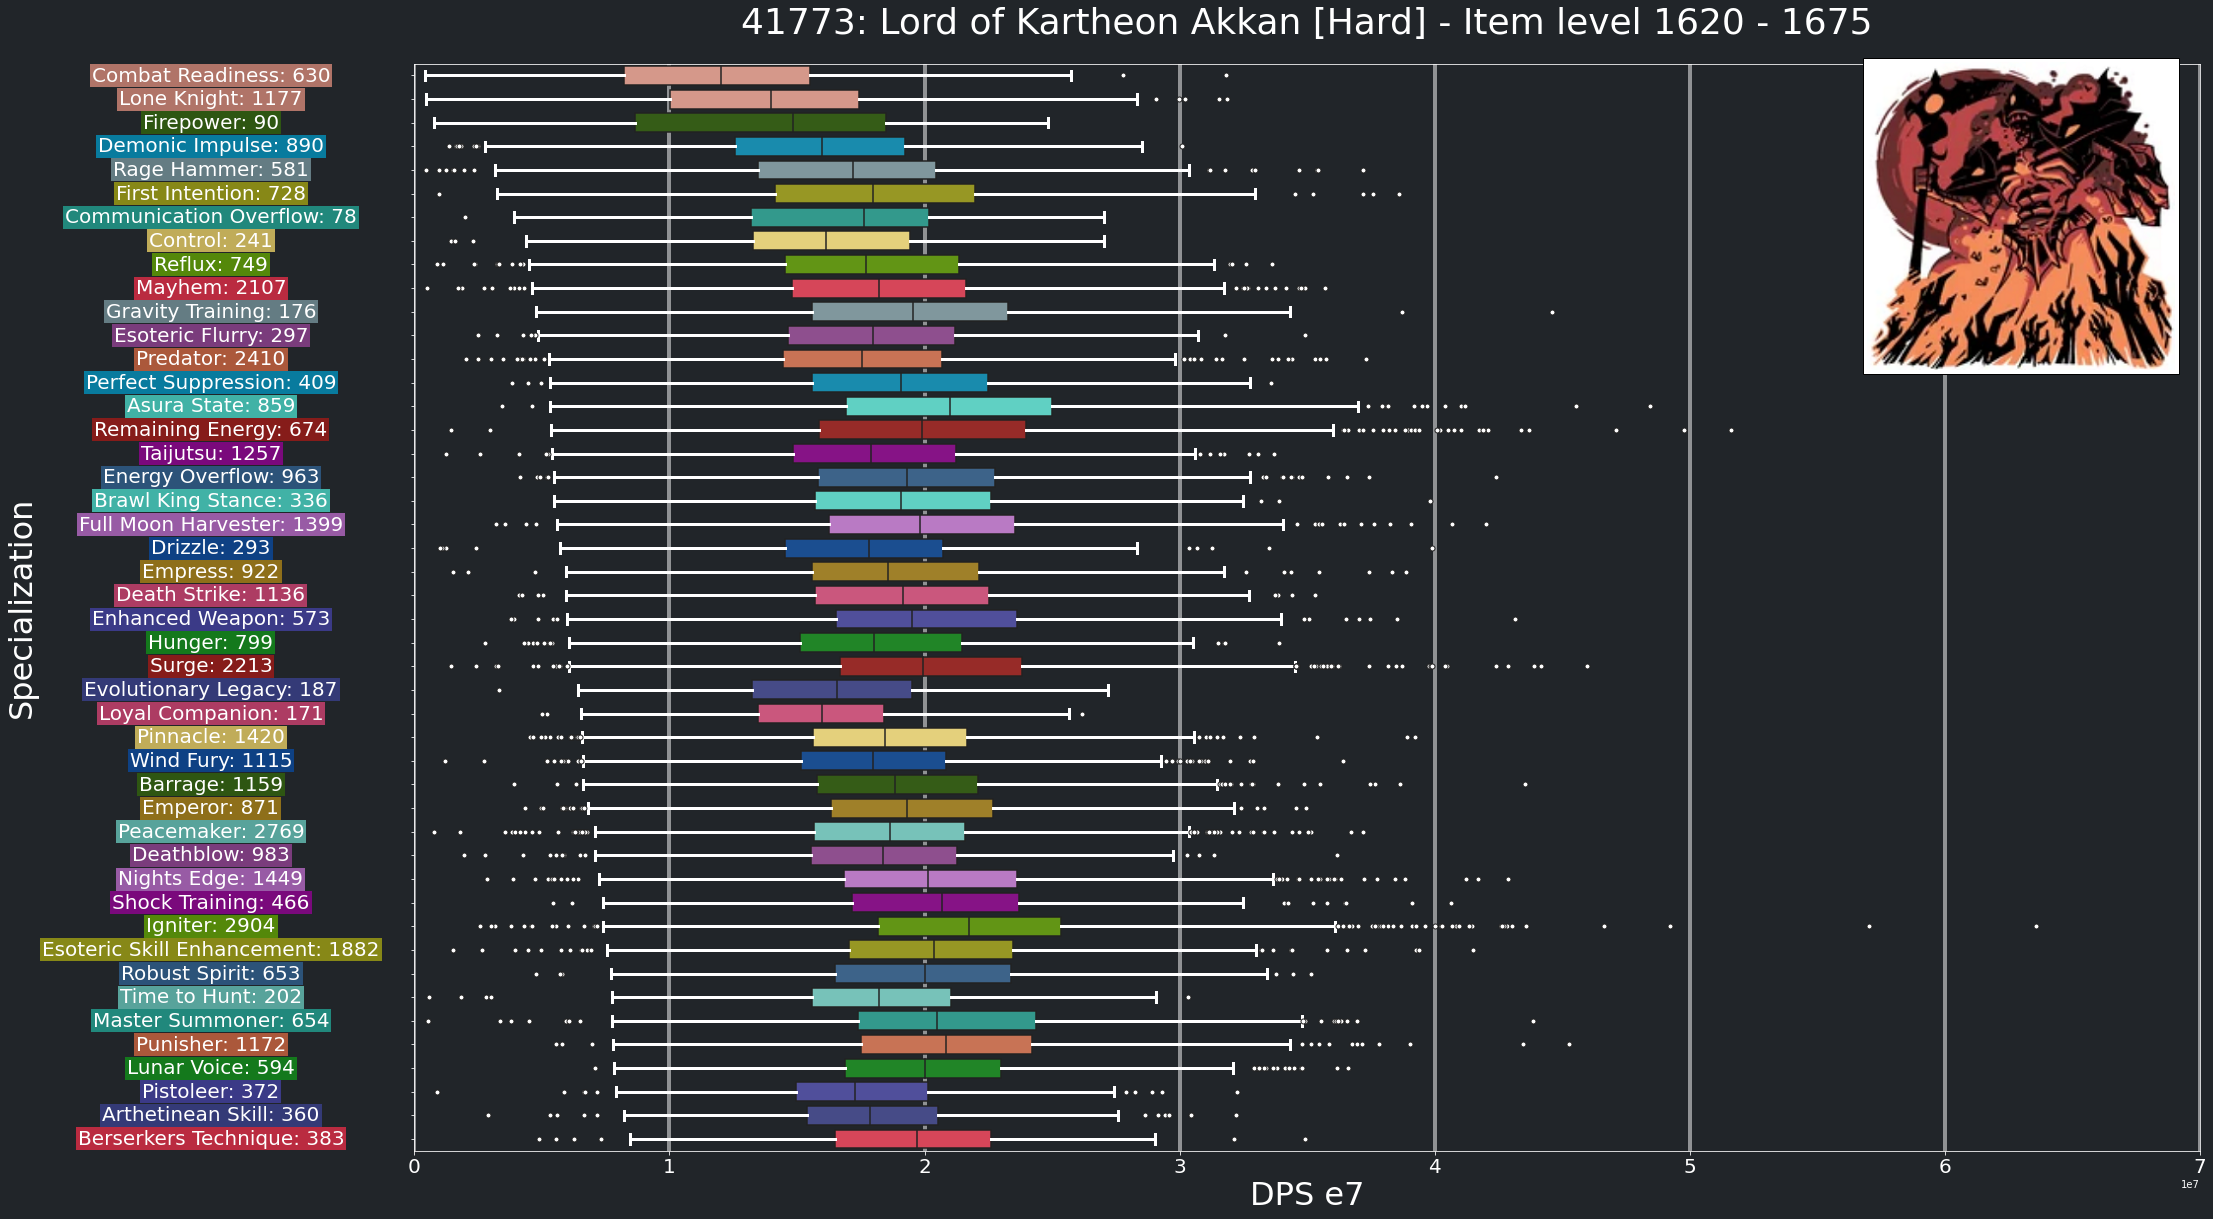 41773: Lord of Kartheon Akkan [Hard] - Item level 1620 - 1675
Specialization
Combat Readiness: 630
Lone Knight: 1177
Firepower: 90
Demonic Impulse: 890
Rage Hammer: 581
First Intention: 728
Communication Overflow: 78
Control: 241
Reflux: 749
Mayhem: 2107
Gravity Training: 176
Esoteric Flurry: 297
Predator: 2410
Perfect Suppression: 409
Asura State: 859
Remaining Energy: 674
Taijutsu: 1257
Energy Overflow: 963
Brawl King Stance: 336
Full Moon Harvester: 1399
Drizzle: 293
Empress: 922
Death Strike: 1136
Enhanced Weapon: 573
Hunger: 799
Surge: 2213
Evolutionary Legacy: 187
Loyal Companion: 171
Pinnacle: 1420
Wind Fury: 1115
Barrage: 1159
Emperor: 871
Peacemaker: 2769
Deathblow: 983
Nights Edge: 1449
Shock Training: 466
Igniter: 2904
Esoteric Skill Enhancement: 1882
Robust Spirit: 653
Time to Hunt: 202
Master Summoner: 654
Punisher: 1172
Lunar Voice: 594
Pistoleer: 372
Arthetinean Skill: 360
Berserkers Technique: 383
0 1 2 3 4 5 6 7
1e7
DPS e7